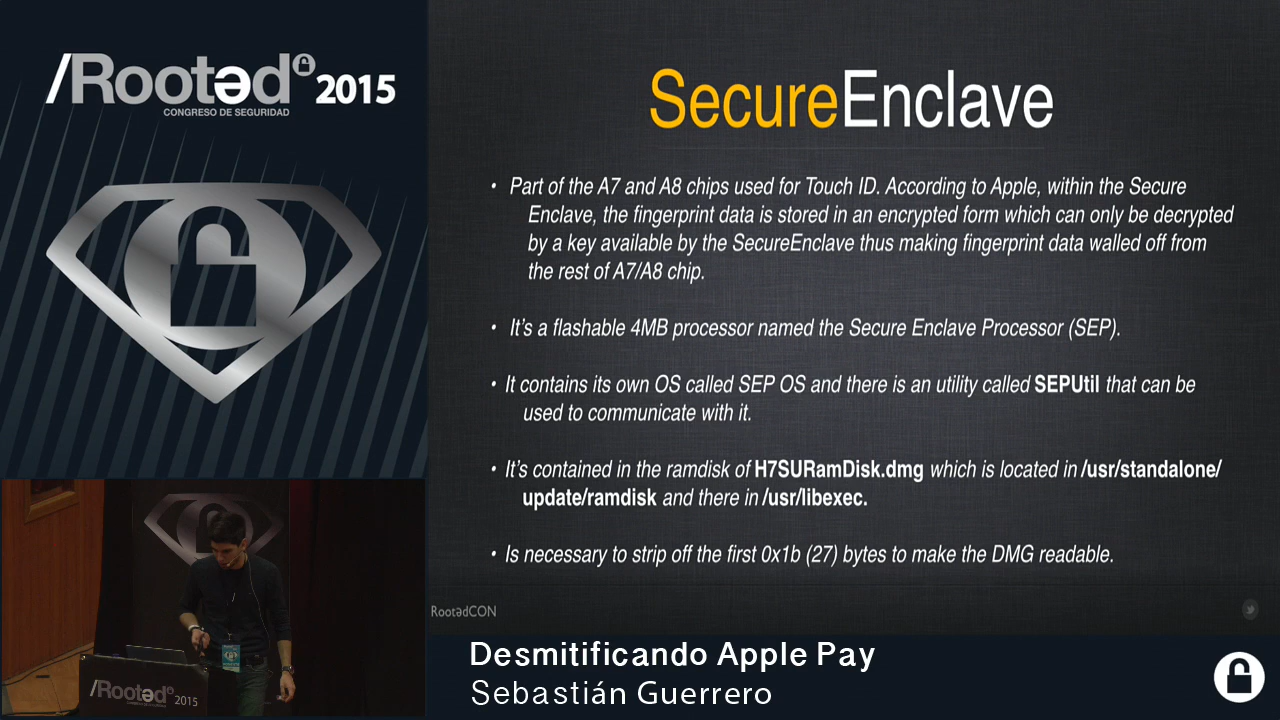 /Rootəd 2015
CONGRESO DE SEGURIDAD
SecureEnclave
• Part of the A7 and A8 chips used for Touch ID. According to Apple, within the Secure
Enclave, the fingerprint data is stored in an encrypted form which can only be decrypted
by a key available by the SecureEnclave thus making fingerprint data walled off from
the rest of A7/A8 chip.
• It's a flashable 4MB processor named the Secure Enclave Processor (SEP).
• It contains its own OS called SEP OS and there is an utility called SEPUtil that can be
used to communicate with it.
• It's contained in the ramdisk of H7SURamDisk.dmg which is located in /usr/standalone/
update/ramdisk and there in /usr/libexec.
• Is necessary to strip off the first 0x1b (27) bytes to make the DMG readable.
RootədCON
/Rootəd 2015
Desmitificando Apple Pay
Sebastián Guerrero